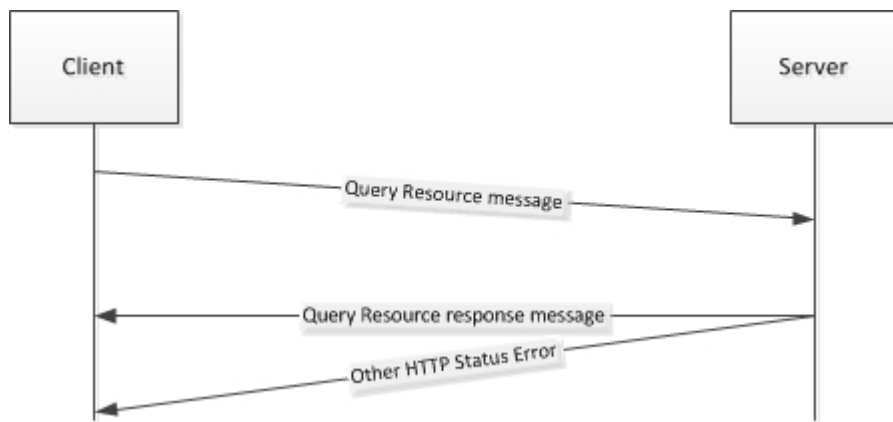 Client
Server
Query Resource message
Query Resource response message
Other HTTP Status Error